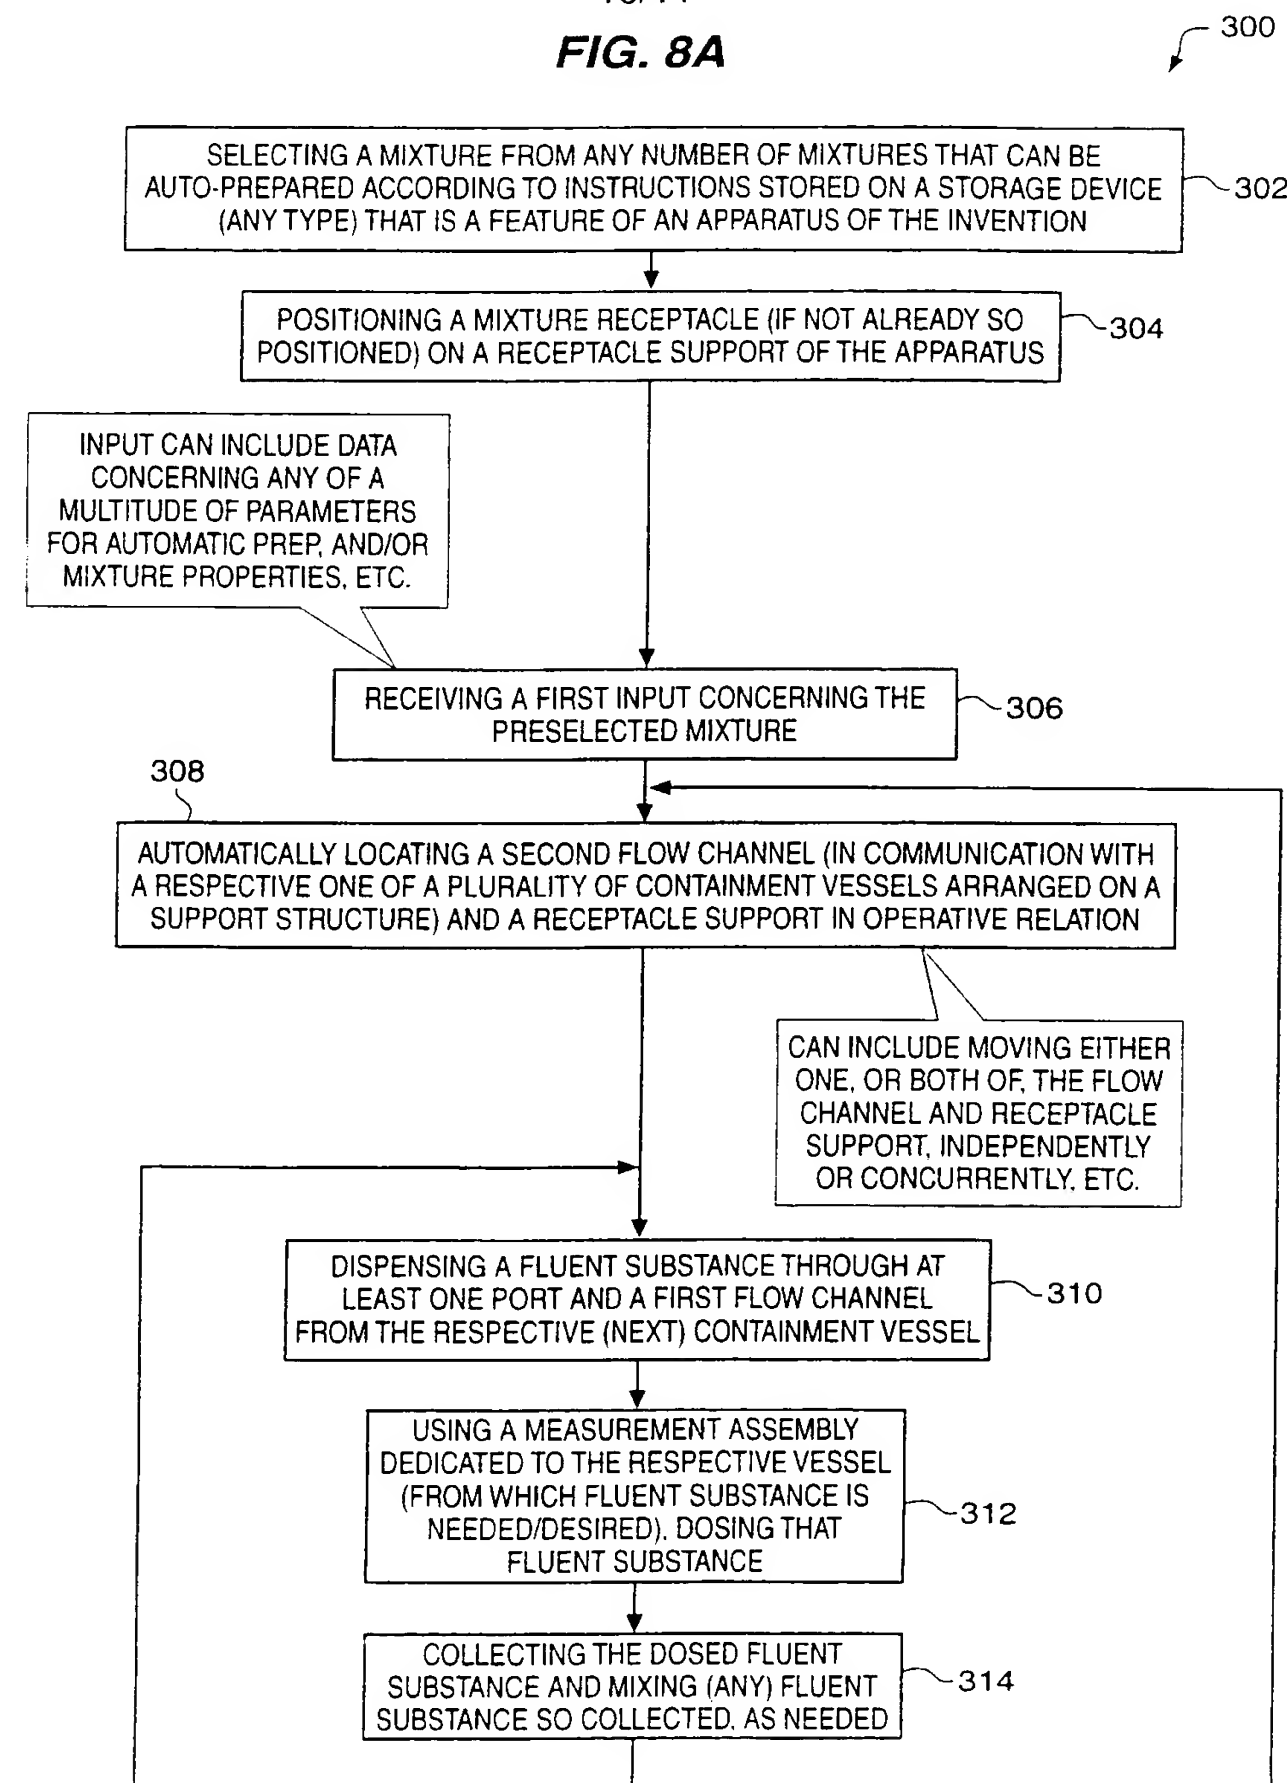 FIG. 8A
300
SELECTING A MIXTURE FROM ANY NUMBER OF MIXTURES THAT CAN BE
AUTO-PREPARED ACCORDING TO INSTRUCTIONS STORED ON A STORAGE DEVICE
(ANY TYPE) THAT IS A FEATURE OF AN APPARATUS OF THE INVENTION
302
POSITIONING A MIXTURE RECEPTACLE (IF NOT ALREADY SO
POSITIONED) ON A RECEPTACLE SUPPORT OF THE APPARATUS
304
INPUT CAN INCLUDE DATA
CONCERNING ANY OF A
MULTITUDE OF PARAMETERS
FOR AUTOMATIC PREP, AND/OR
MIXTURE PROPERTIES, ETC.
RECEIVING A FIRST INPUT CONCERNING THE
PRESELECTED MIXTURE
306
308
AUTOMATICALLY LOCATING A SECOND FLOW CHANNEL (IN COMMUNICATION WITH
A RESPECTIVE ONE OF A PLURALITY OF CONTAINMENT VESSELS ARRANGED ON A
SUPPORT STRUCTURE) AND A RECEPTACLE SUPPORT IN OPERATIVE RELATION
CAN INCLUDE MOVING EITHER
ONE, OR BOTH OF, THE FLOW
CHANNEL AND RECEPTACLE
SUPPORT, INDEPENDENTLY
OR CONCURRENTLY, ETC.
DISPENSING A FLUENT SUBSTANCE THROUGH AT
LEAST ONE PORT AND A FIRST FLOW CHANNEL
FROM THE RESPECTIVE (NEXT) CONTAINMENT VESSEL
310
USING A MEASUREMENT ASSEMBLY
DEDICATED TO THE RESPECTIVE VESSEL
(FROM WHICH FLUENT SUBSTANCE IS
NEEDED/DESIRED), DOSING THAT
FLUENT SUBSTANCE
312
COLLECTING THE DOSED FLUENT
SUBSTANCE AND MIXING (ANY) FLUENT
SUBSTANCE SO COLLECTED, AS NEEDED
314